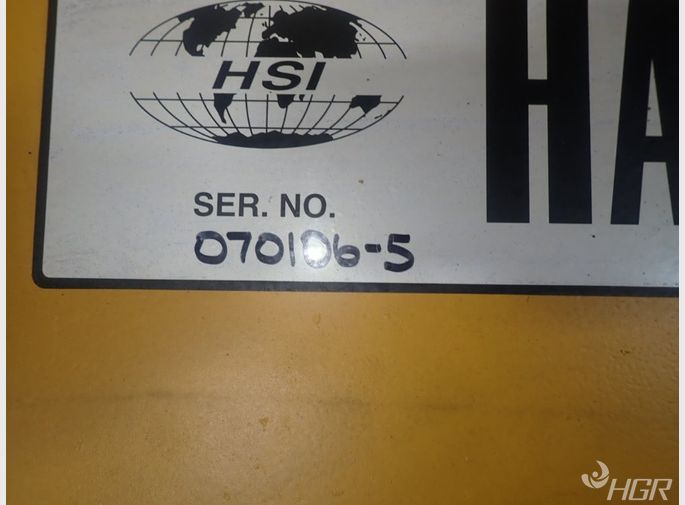 HSI
HA
SER. NO.
070106-5
HGR